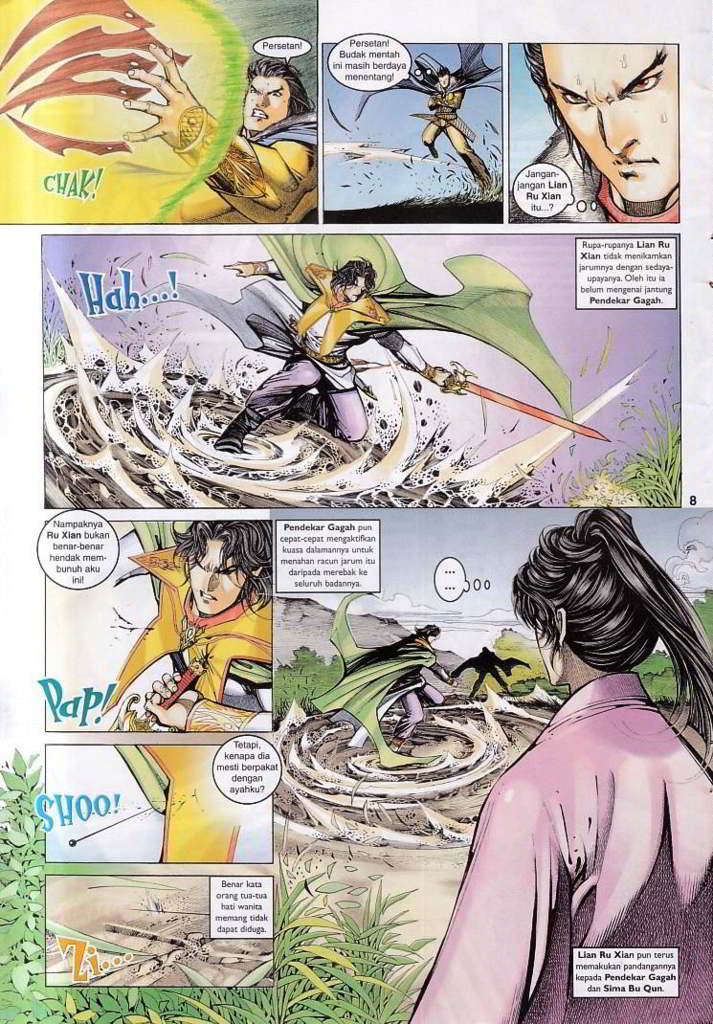 Persetan!
CHAK!
Persetan!
Budak mentah
ini masih berdaya
menentang!
Jangan-
jangan Lian
Ru Xian
itu...?
Rupa-rupanya Lian Ru
Xian tidak menikamkan
jarumnya dengan sedaya-
upayanya. Oleh itu ia
belum mengenai jantung
Pendekar Gagah.
Hah...!
8
Nampaknya
Ru Xian bukan
benar-benar
hendak mem-
bunuh aku
ini!
Pap!
Pendekar Gagah pun
cepat-cepat mengaktifkan
kuasa dalamannya untuk
menahan racun jarum itu
daripada merebak ke
seluruh badannya.
...
...
Tetapi,
kenapa dia
mesti berpakat
dengan
ayahku?
SHOO!
Benar kata
orang tua-tua
hati wanita
memang tidak
dapat diduga.
Zi...
Lian Ru Xian pun terus
memakukan pandangannya
kepada Pendekar Gagah
dan Sima Bu Qun.